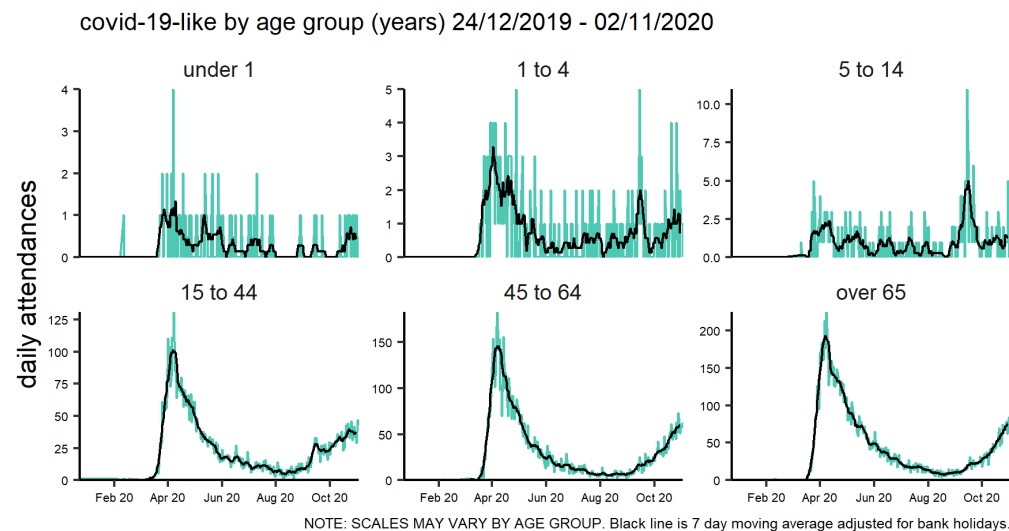 covid-19-like by age group (years) 24/12/2019 - 02/11/2020
under 1
1 to 4
5 to 14
4
3
2
1
0
5
4
3
2
1
0
10.0
7.5
5.0
2.5
0.0
daily attendances
15 to 44
45 to 64
over 65
125
100
75
50
25
0
150
100
50
0
200
150
100
50
0
Feb 20 Apr 20 Jun 20 Aug 20 Oct 20
Feb 20 Apr 20 Jun 20 Aug 20 Oct 20
Feb 20 Apr 20 Jun 20 Aug 20 Oct 20
NOTE: SCALES MAY VARY BY AGE GROUP. Black line is 7 day moving average adjusted for bank holidays.